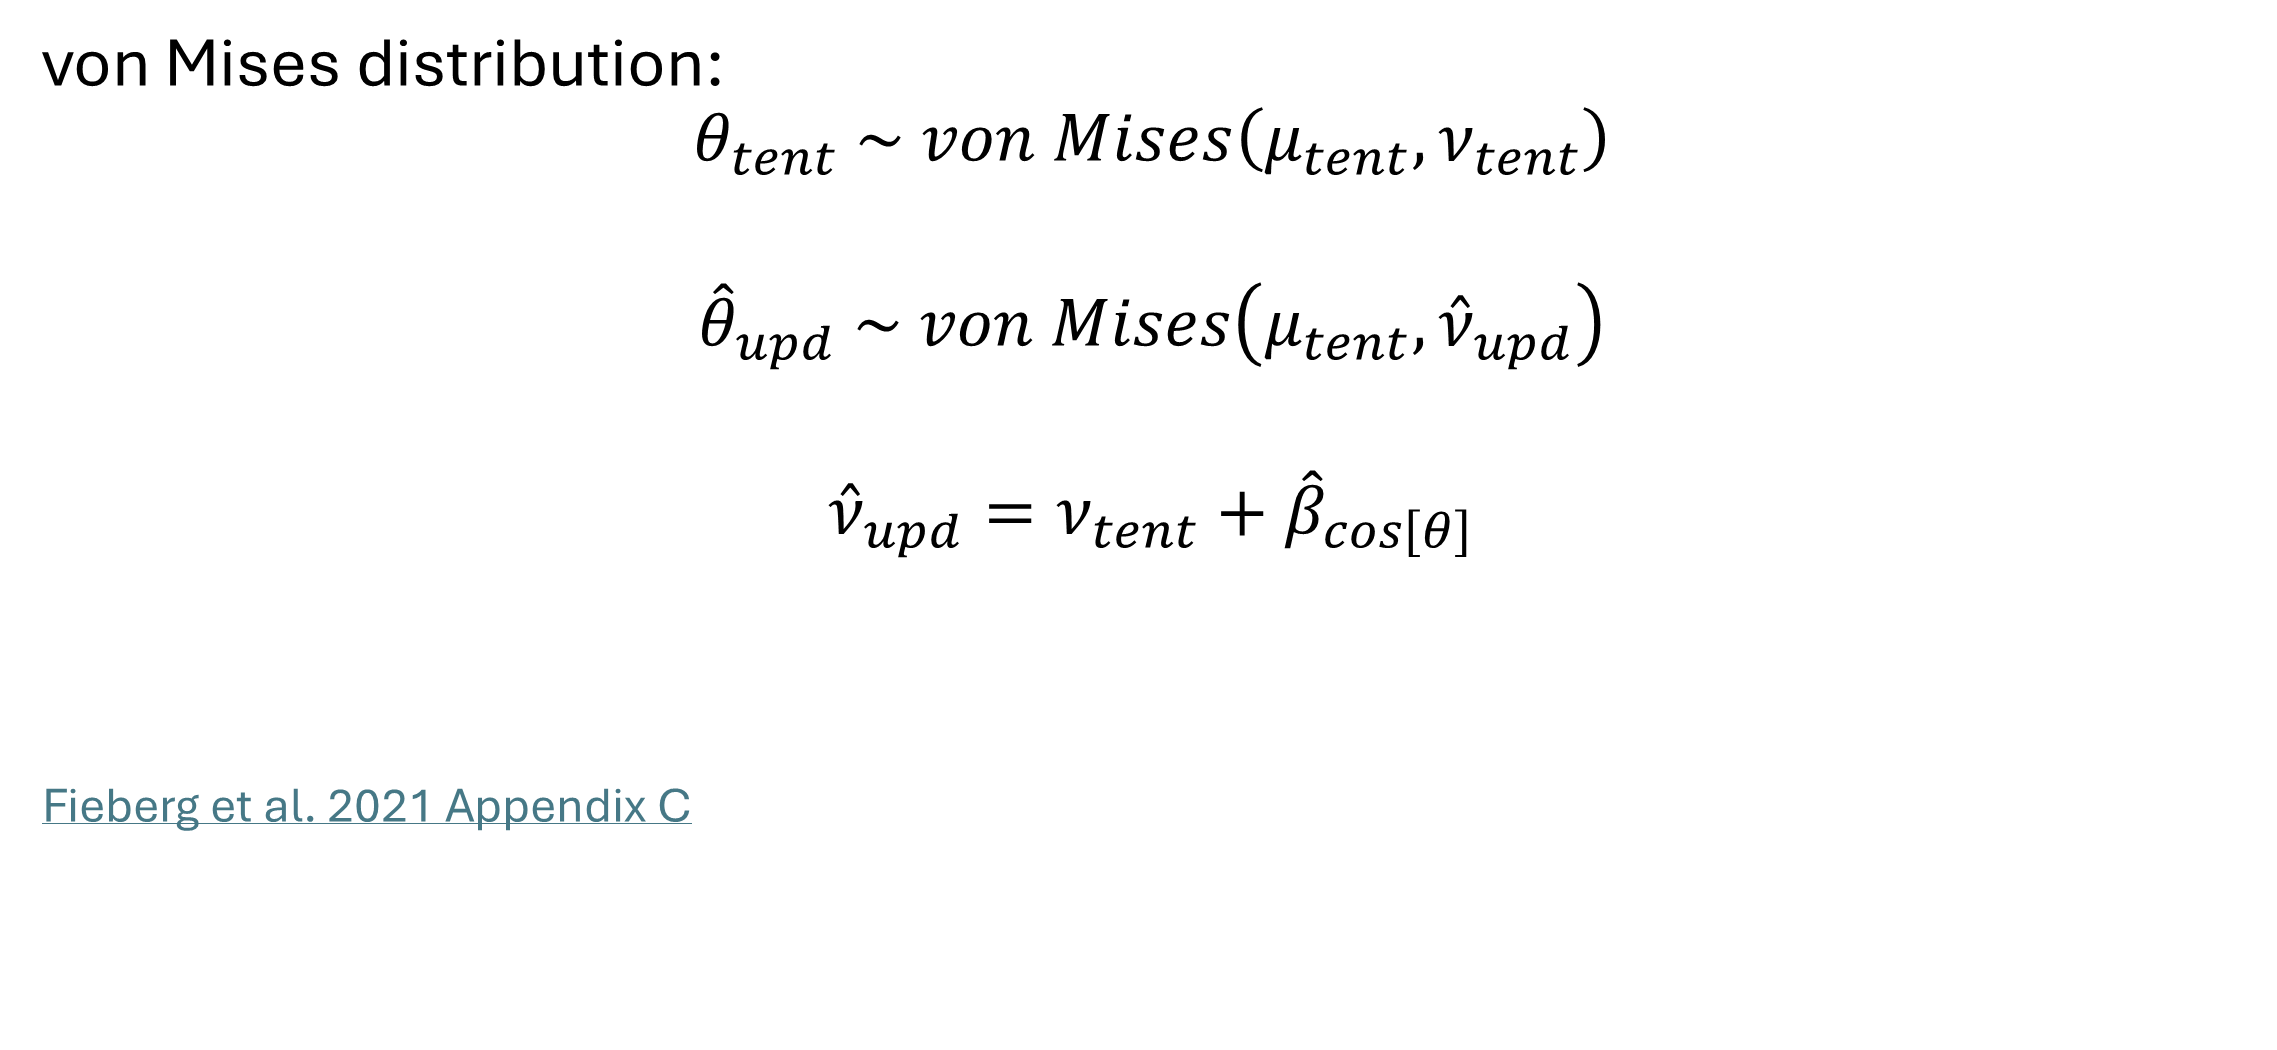 von Mises distribution:
θ_tent ~ von Mises(μ_tent, ν_tent)
θ̂_upd ~ von Mises(μ_tent, ν̂_upd)
ν̂_upd = ν_tent + β̂_cos[θ]
Fieberg et al. 2021 Appendix C